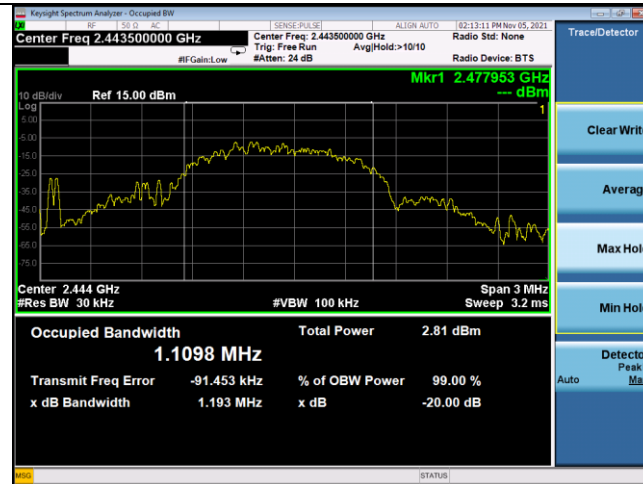 Keysight Spectrum Analyzer - Occupied BW
RF 50 Ω AC SENSE:PULSE ALIGN AUTO 02:13:11 PM Nov 05, 2021
Center Freq 2.443500000 GHz Center Freq: 2.443500000 GHz Radio Std: None Trace/Detector
Trig: Free Run Avg|Hold:>10/10
#IFGain:Low #Atten: 24 dB Radio Device: BTS
Mkr1 2.477953 GHz
10 dB/div Ref 15.00 dBm --- dBm
Log
1
5.00
-5.00
-15.0
-25.0
-35.0
-45.0
-55.0
-65.0
-75.0
Clear Write
Average
Max Hold
Min Hold
Center 2.444 GHz Span 3 MHz
#Res BW 30 kHz #VBW 100 kHz Sweep 3.2 ms
Occupied Bandwidth Total Power 2.81 dBm
1.1098 MHz
Transmit Freq Error -91.453 kHz % of OBW Power 99.00 %
x dB Bandwidth 1.193 MHz x dB -20.00 dB
Detector
Peak
Auto Ma
MSG STATUS